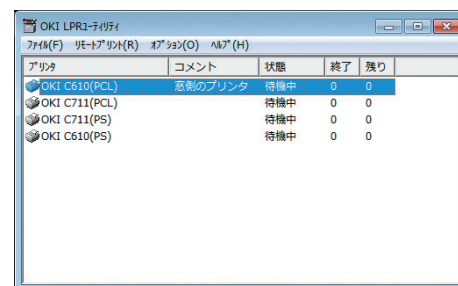 OKI LPRﾕｰﾃｨﾘﾃｨ
ﾌｧｲﾙ(F) ﾘﾓｰﾄﾌﾟﾘﾝﾄ(R) ｵﾌﾟｼｮﾝ(O) ﾍﾙﾌﾟ(H)
ﾌﾟﾘﾝﾀ コメント 状態 終了 残り
OKI C610(PCL) 窓側のプリンタ 待機中 0 0
OKI C711(PCL) 待機中 0 0
OKI C711(PS) 待機中 0 0
OKI C610(PS) 待機中 0 0